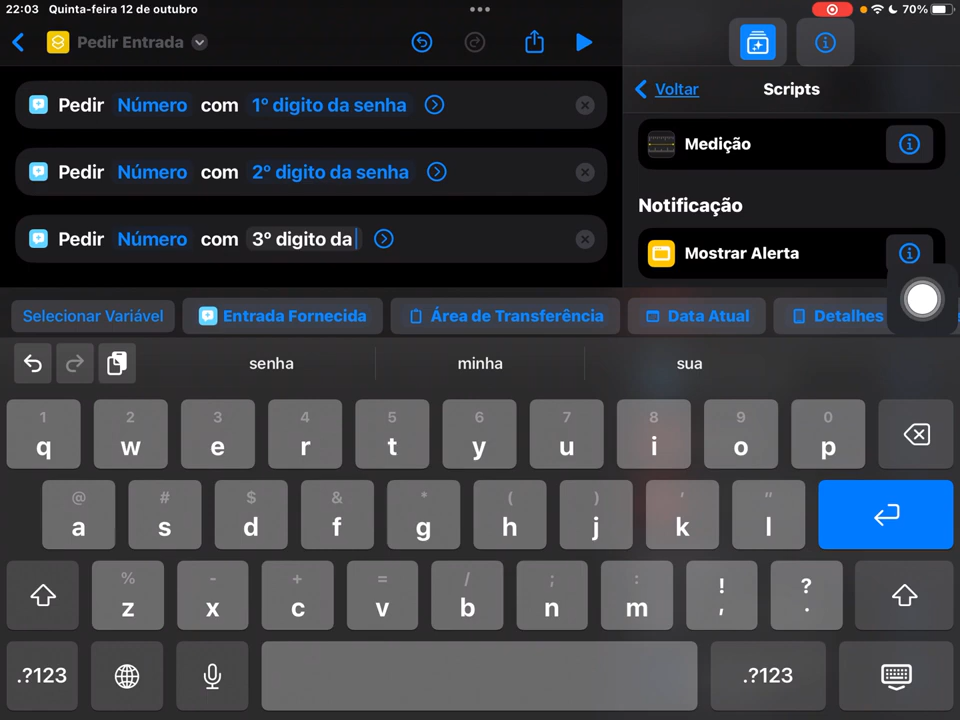 22:03 Quinta-feira 12 de outubro 70%
Pedir Entrada
Pedir Número com 1º digito da senha
Pedir Número com 2º digito da senha
Pedir Número com 3º digito da
Voltar Scripts
Medição
Notificação
Mostrar Alerta
Selecionar Variável Entrada Fornecida Área de Transferência Data Atual Detalhes
senha minha sua
1 2 3 4 5 6 7 8 9 0
q w e r t y u i o p
@ # $ & * ( ) ' "
a s d f g h j k l
% - + = / ; : ! ?
z x c v b n m , .
.?123 .?123